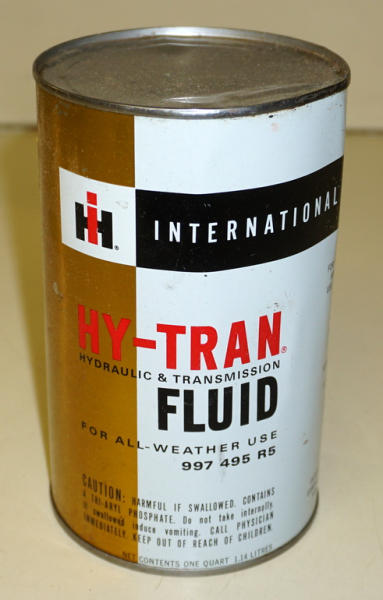 IH®
INTERNATIONAL
HY-TRAN®
HYDRAULIC & TRANSMISSION
FLUID
FOR ALL-WEATHER USE
997 495 R5
CAUTION: HARMFUL IF SWALLOWED. CONTAINS
A TRI-ARYL PHOSPHATE. Do not take internally.
If swallowed induce vomiting. CALL PHYSICIAN
IMMEDIATELY. KEEP OUT OF REACH OF CHILDREN.
NET CONTENTS ONE QUART 1.14 LITRES